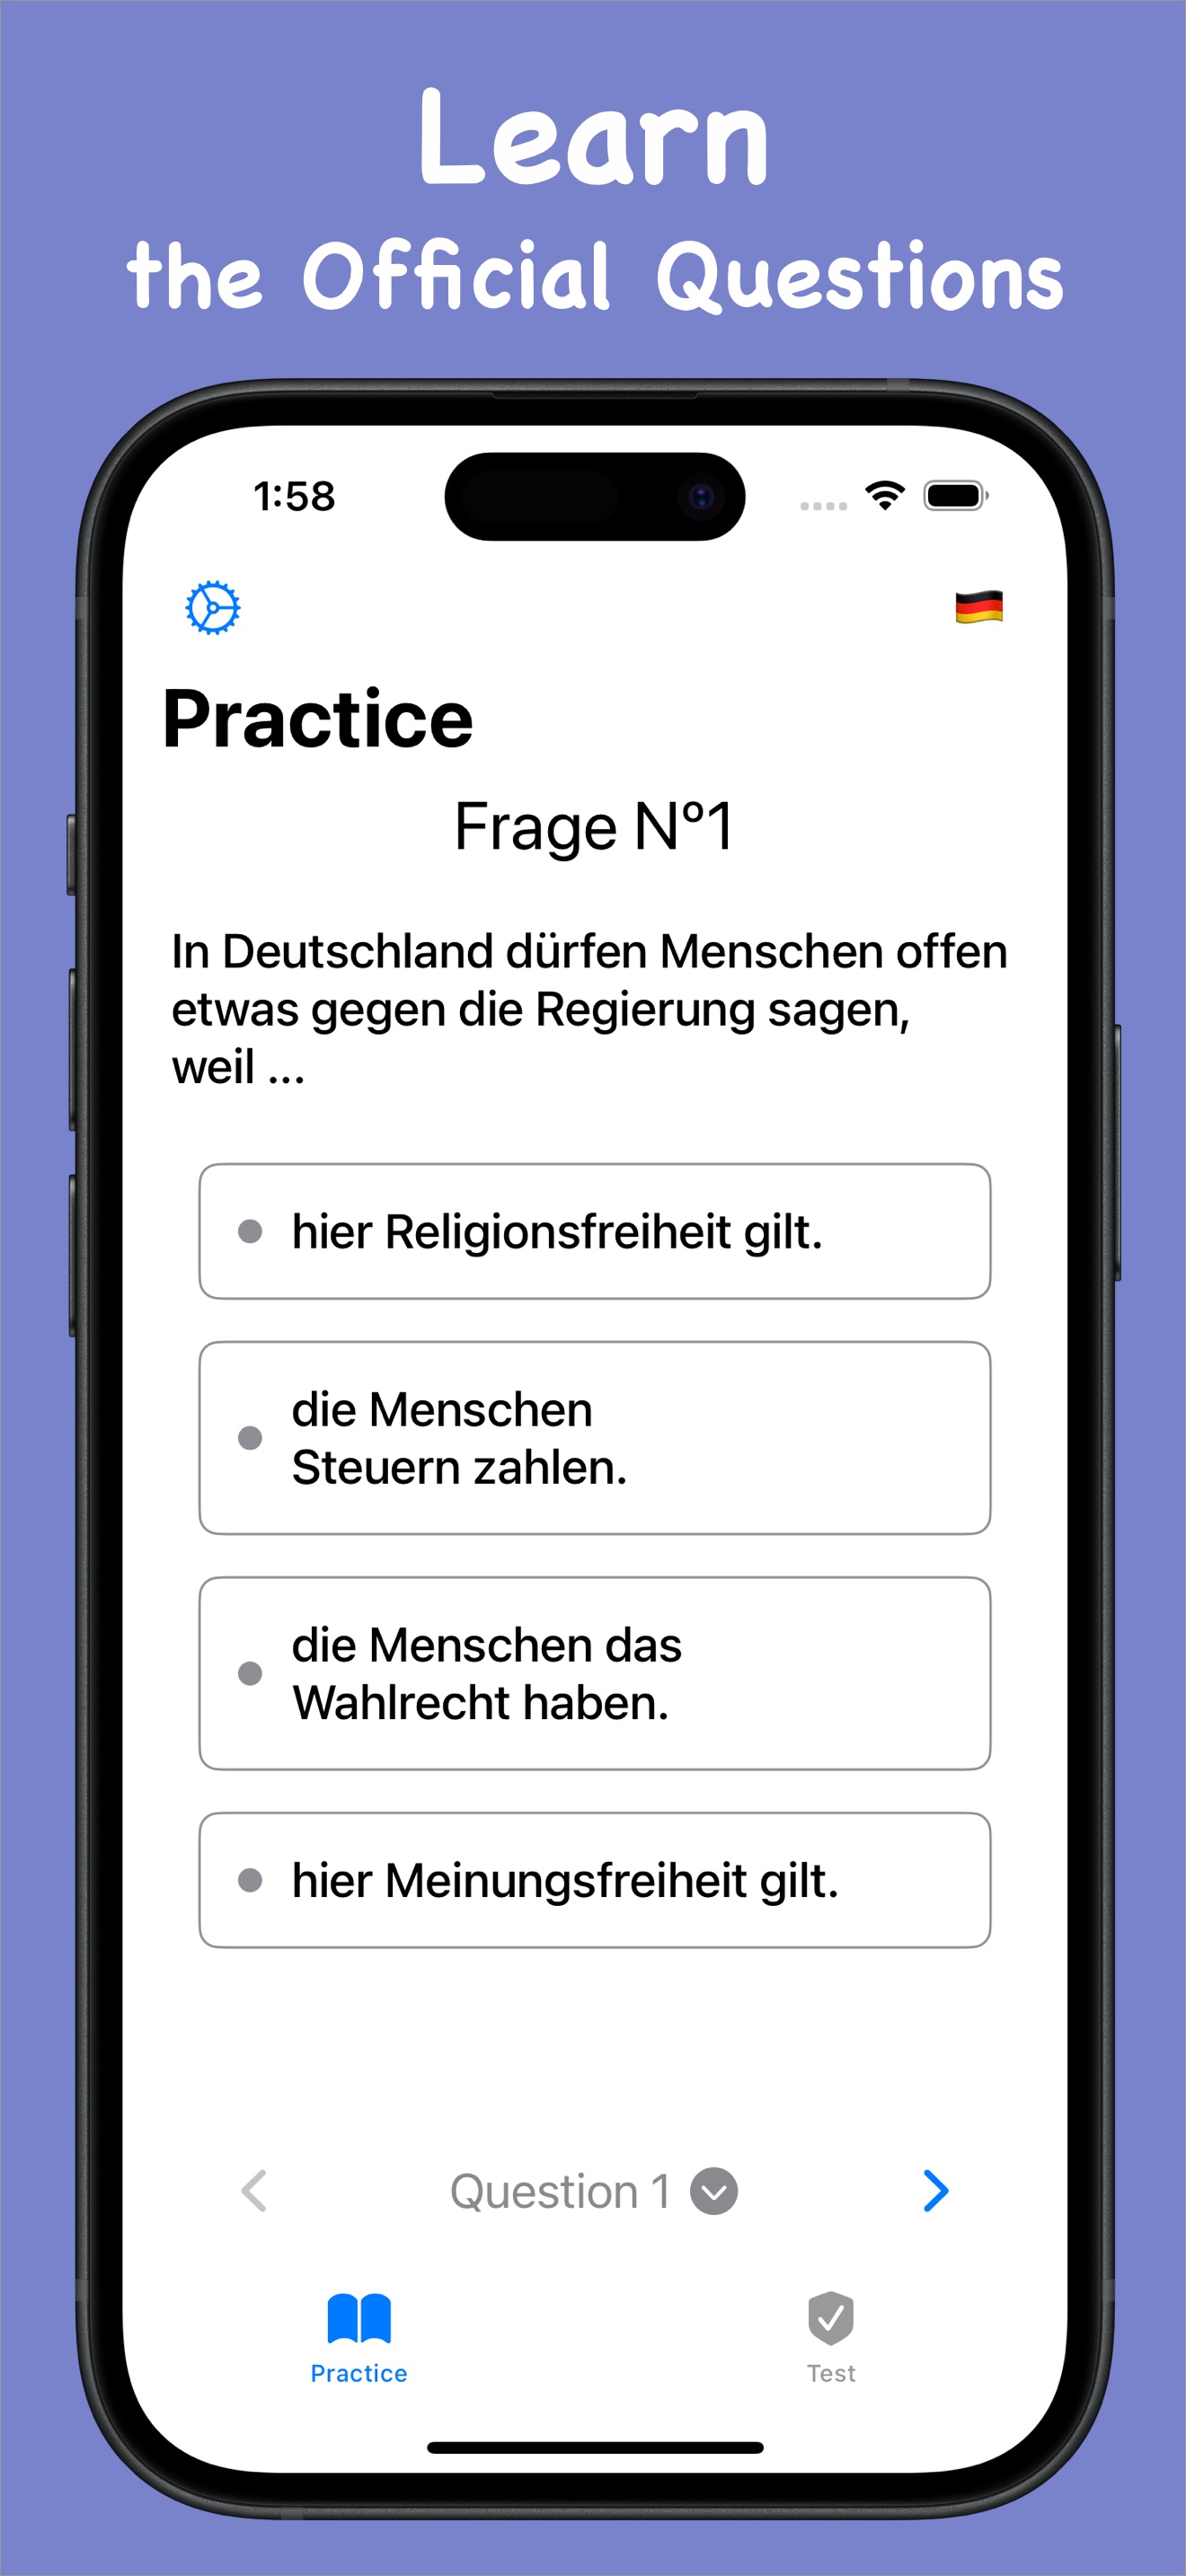 Learn
the Official Questions
1:58
Practice
Frage Nº1
In Deutschland dürfen Menschen offen
etwas gegen die Regierung sagen,
weil ...
hier Religionsfreiheit gilt.
die Menschen
Steuern zahlen.
die Menschen das
Wahlrecht haben.
hier Meinungsfreiheit gilt.
Question 1
Practice
Test